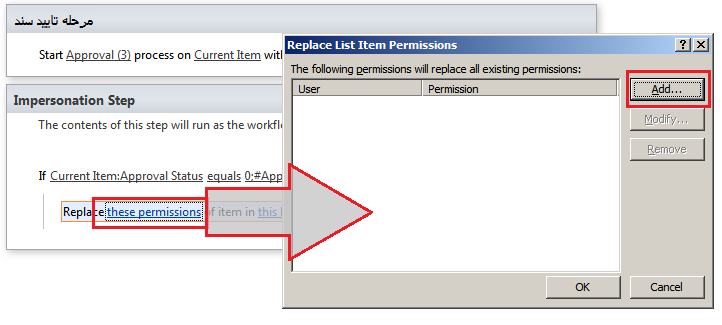 مرحله تایید سند
Start Approval (3) process on Current Item with
Impersonation Step
The contents of this step will run as the
If Current Item:Approval Status equals 0;#App
Replace these permissions of item in this
Replace List Item Permissions
The following permissions will replace all existing permissions:
User Permission
Add...
Modify...
Remove
OK Cancel